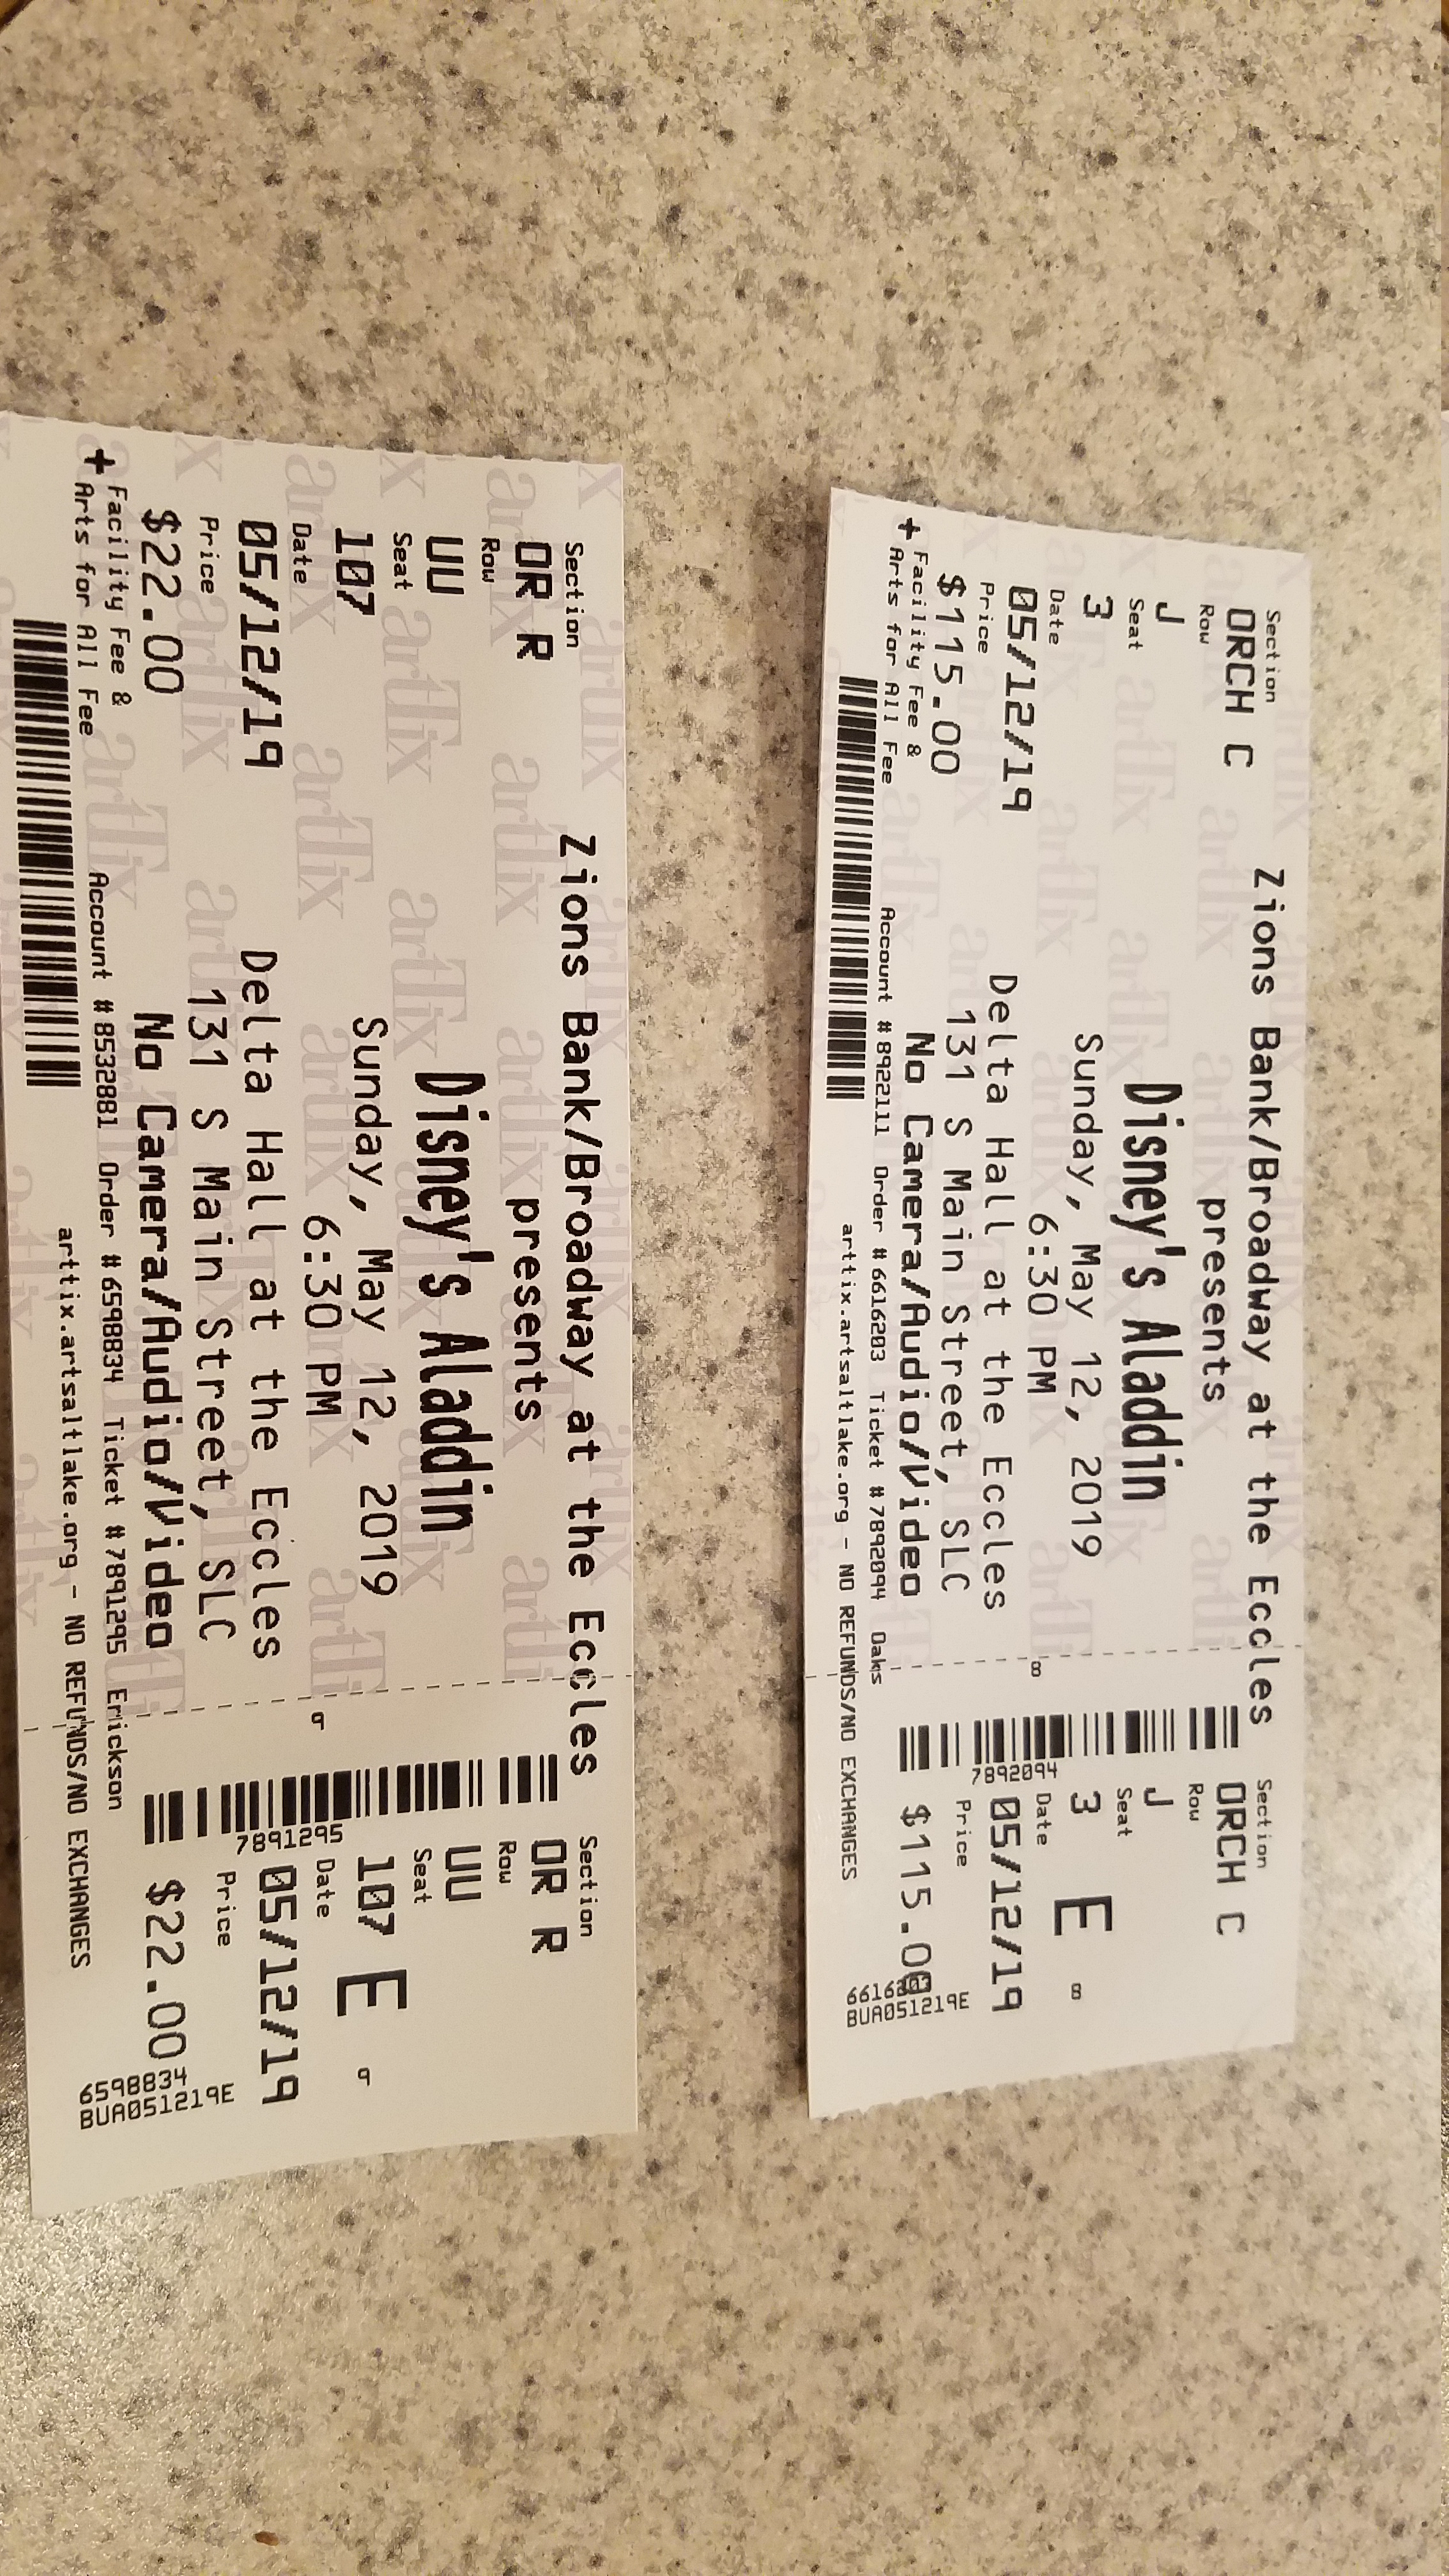 Zions Bank/Broadway at the Eccles
presents
Disney's Aladdin
Sunday, May 12, 2019
6:30 PM
Delta Hall at the Eccles
131 S Main Street, SLC
No Camera/Audio/Video
Account #8922111 Order #6616203 Ticket #7892094 Oaks
arttix.artsaltlake.org - NO REFUNDS/NO EXCHANGES
Section
ORCH C
Row
J
Seat
3
Date
05/12/19
Price
$115.00
+ Facility Fee &
Arts for All Fee
8
7892094
Section
ORCH C
Row
J
Seat
3
E
8
Date
05/12/19
Price
$115.00
BUA051219E
Zions Bank/Broadway at the Eccles
presents
Disney's Aladdin
Sunday, May 12, 2019
6:30 PM
Delta Hall at the Eccles
131 S Main Street, SLC
No Camera/Audio/Video
Account #8532881 Order #6598834 Ticket #7891295 Erickson
arttix.artsaltlake.org - NO REFUNDS/NO EXCHANGES
Section
OR R
Row
UU
Seat
107
Date
05/12/19
Price
$22.00
+ Facility Fee &
Arts for All Fee
9
7891295
Section
OR R
Row
UU
Seat
107
E
9
Date
05/12/19
Price
$22.00
6598834
BUA051219E